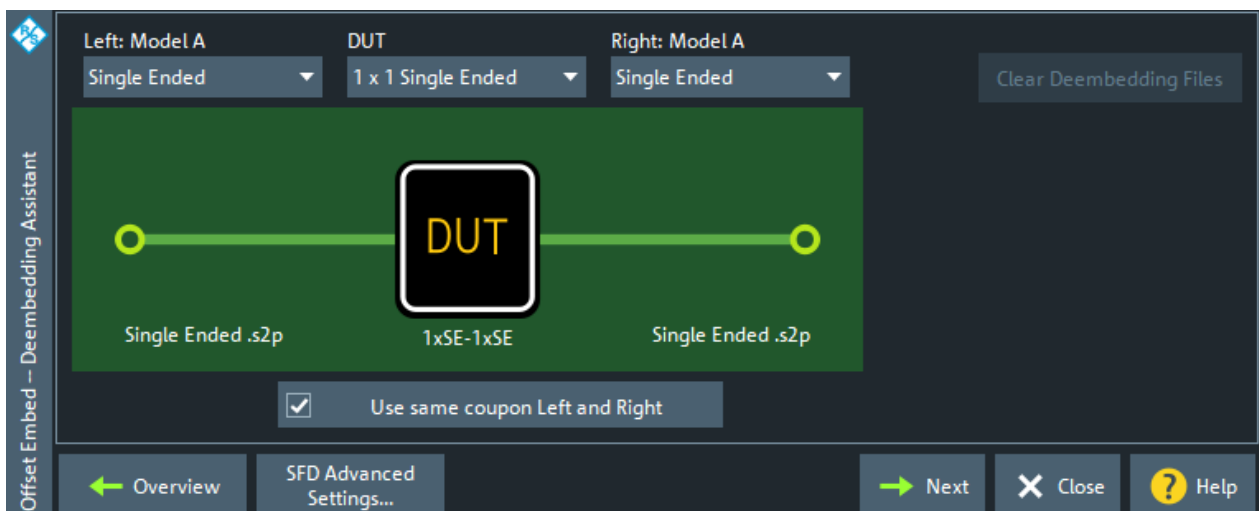 R&S
Left: Model A
DUT
Right: Model A
Single Ended
1 x 1 Single Ended
Single Ended
Clear Deembedding Files
DUT
Single Ended .s2p
1xSE-1xSE
Single Ended .s2p
Use same coupon Left and Right
Offset Embed – Deembedding Assistant
Overview
SFD Advanced
Settings...
Next
Close
? Help